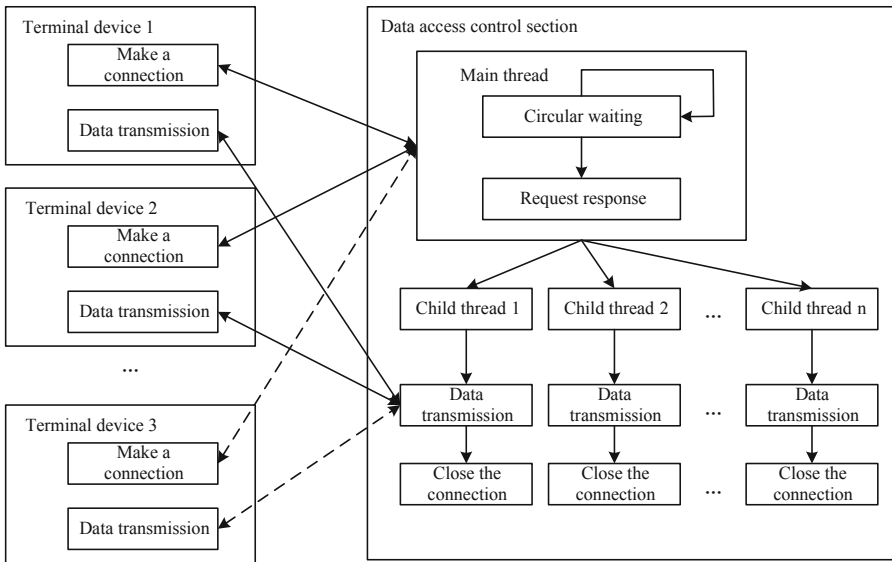 Terminal device 1
Make a
connection
Data transmission
Terminal device 2
Make a
connection
Data transmission
...
Terminal device 3
Make a
connection
Data transmission
Data access control section
Main thread
Circular waiting
Request response
Child thread 1
Child thread 2
...
Child thread n
Data
transmission
Data
transmission
...
Data
transmission
Close the
connection
Close the
connection
...
Close the
connection